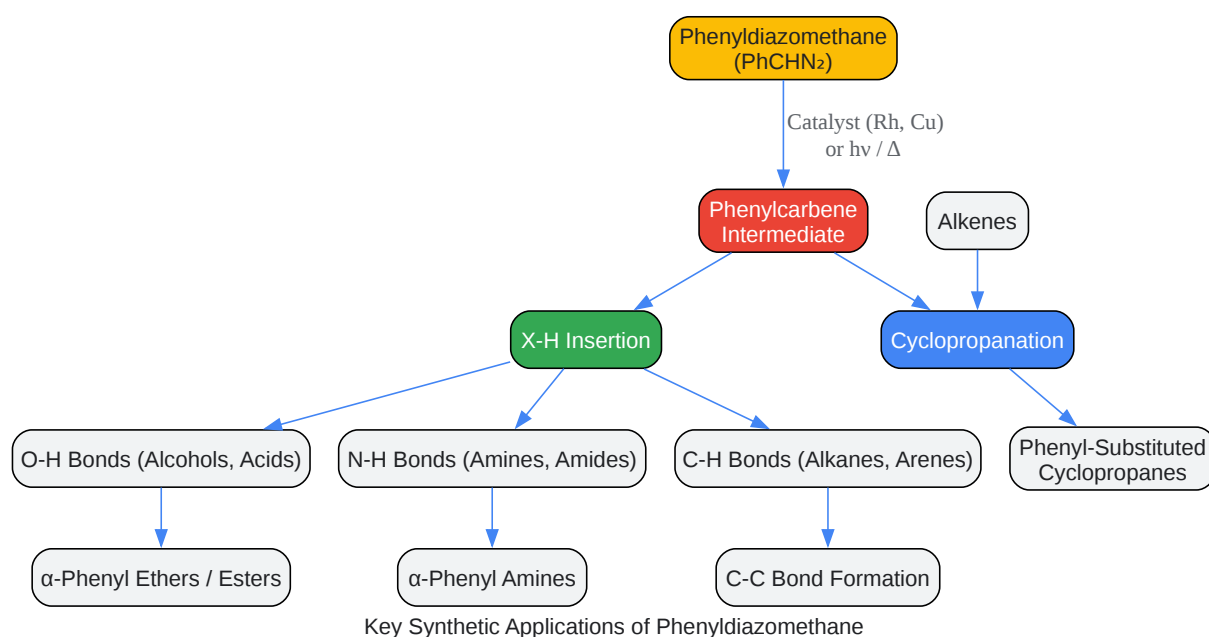 Phenyldiazomethane
(PhCHN₂)
Catalyst (Rh, Cu)
or hν / Δ
Phenylcarbene
Intermediate
Alkenes
X-H Insertion
Cyclopropanation
O-H Bonds (Alcohols, Acids)
N-H Bonds (Amines, Amides)
C-H Bonds (Alkanes, Arenes)
Phenyl-Substituted
Cyclopropanes
α-Phenyl Ethers / Esters
α-Phenyl Amines
C-C Bond Formation
Key Synthetic Applications of Phenyldiazomethane